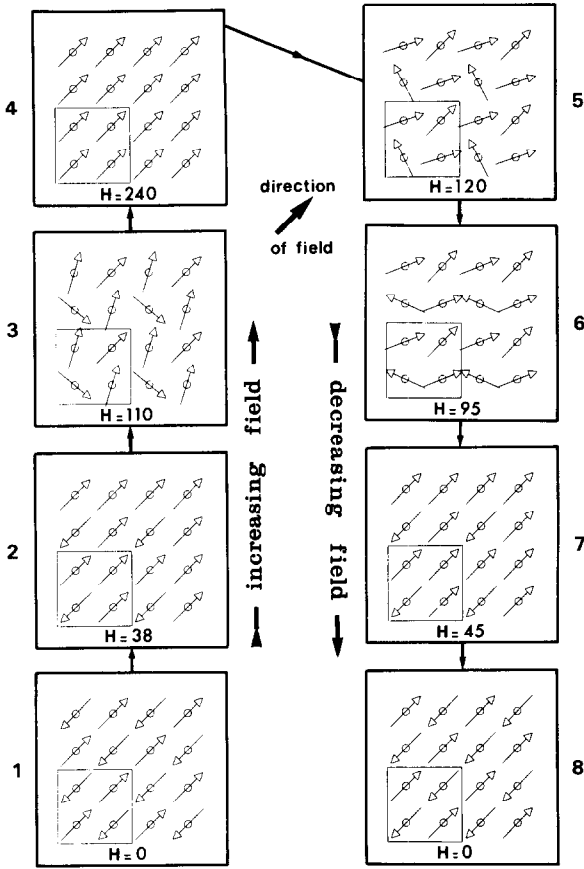 4
H=240
5
H=120
direction
of field
3
H=110
6
H=95
increasing field
decreasing field
2
H=38
7
H=45
1
H=0
8
H=0